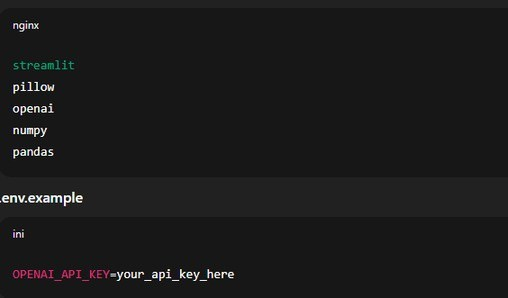 nginx
streamlit
pillow
openai
numpy
pandas
.env.example
ini
OPENAI_API_KEY=your_api_key_here